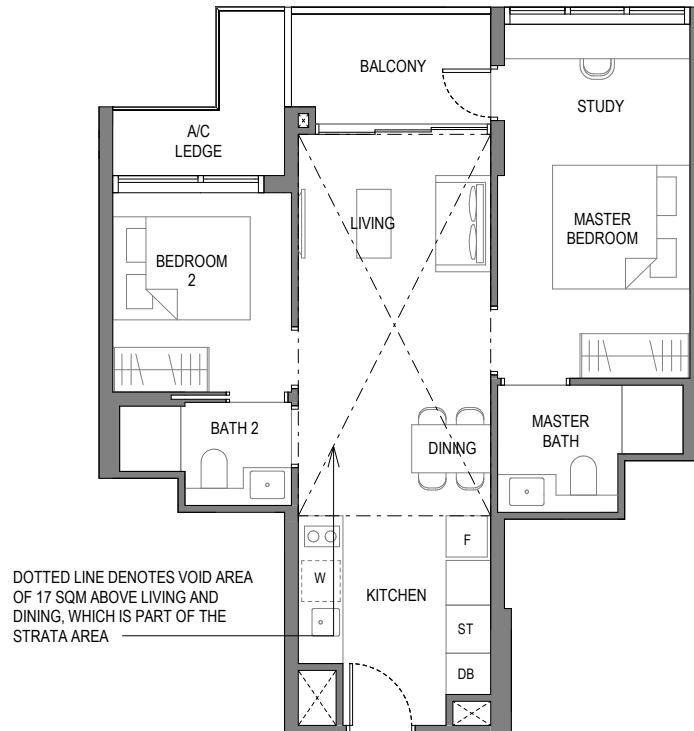 BALCONY
STUDY
A/C
LEDGE
LIVING
MASTER
BEDROOM
BEDROOM
2
BATH 2
DINING
MASTER
BATH
F
W
KITCHEN
DOTTED LINE DENOTES VOID AREA
OF 17 SQM ABOVE LIVING AND
DINING, WHICH IS PART OF THE
STRATA AREA
ST
DB